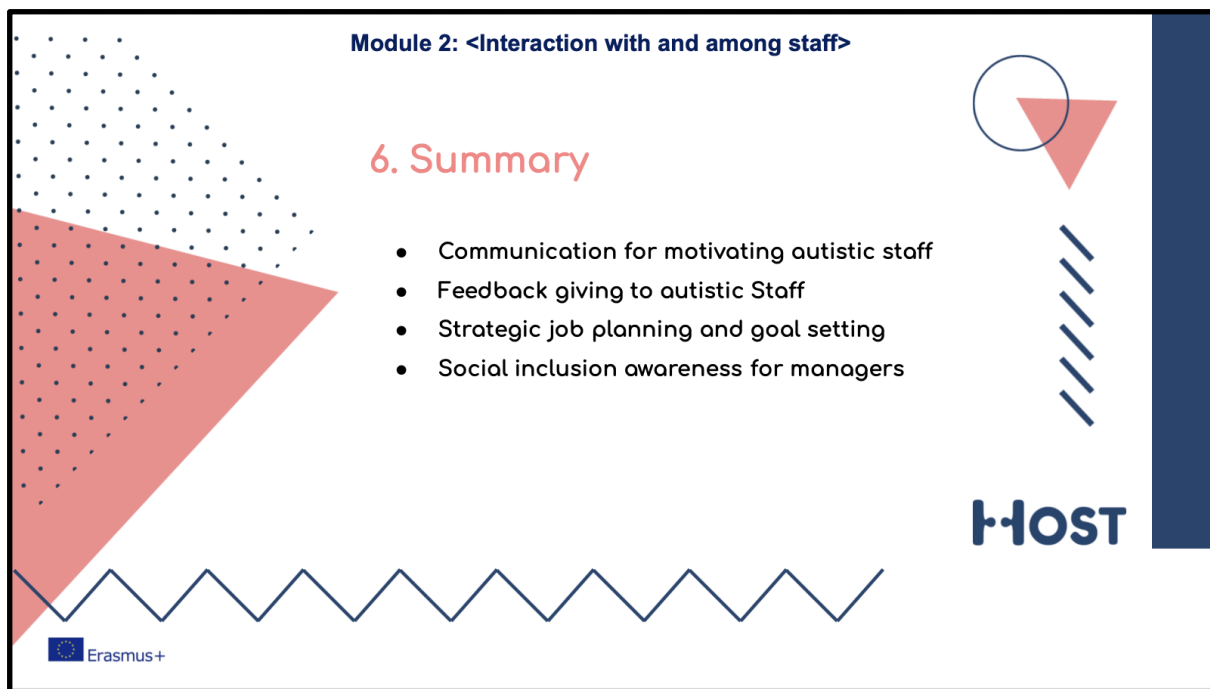 Module 2: <Interaction with and among staff>
6. Summary
● Communication for motivating autistic staff
● Feedback giving to autistic Staff
● Strategic job planning and goal setting
● Social inclusion awareness for managers
HOST
Erasmus+